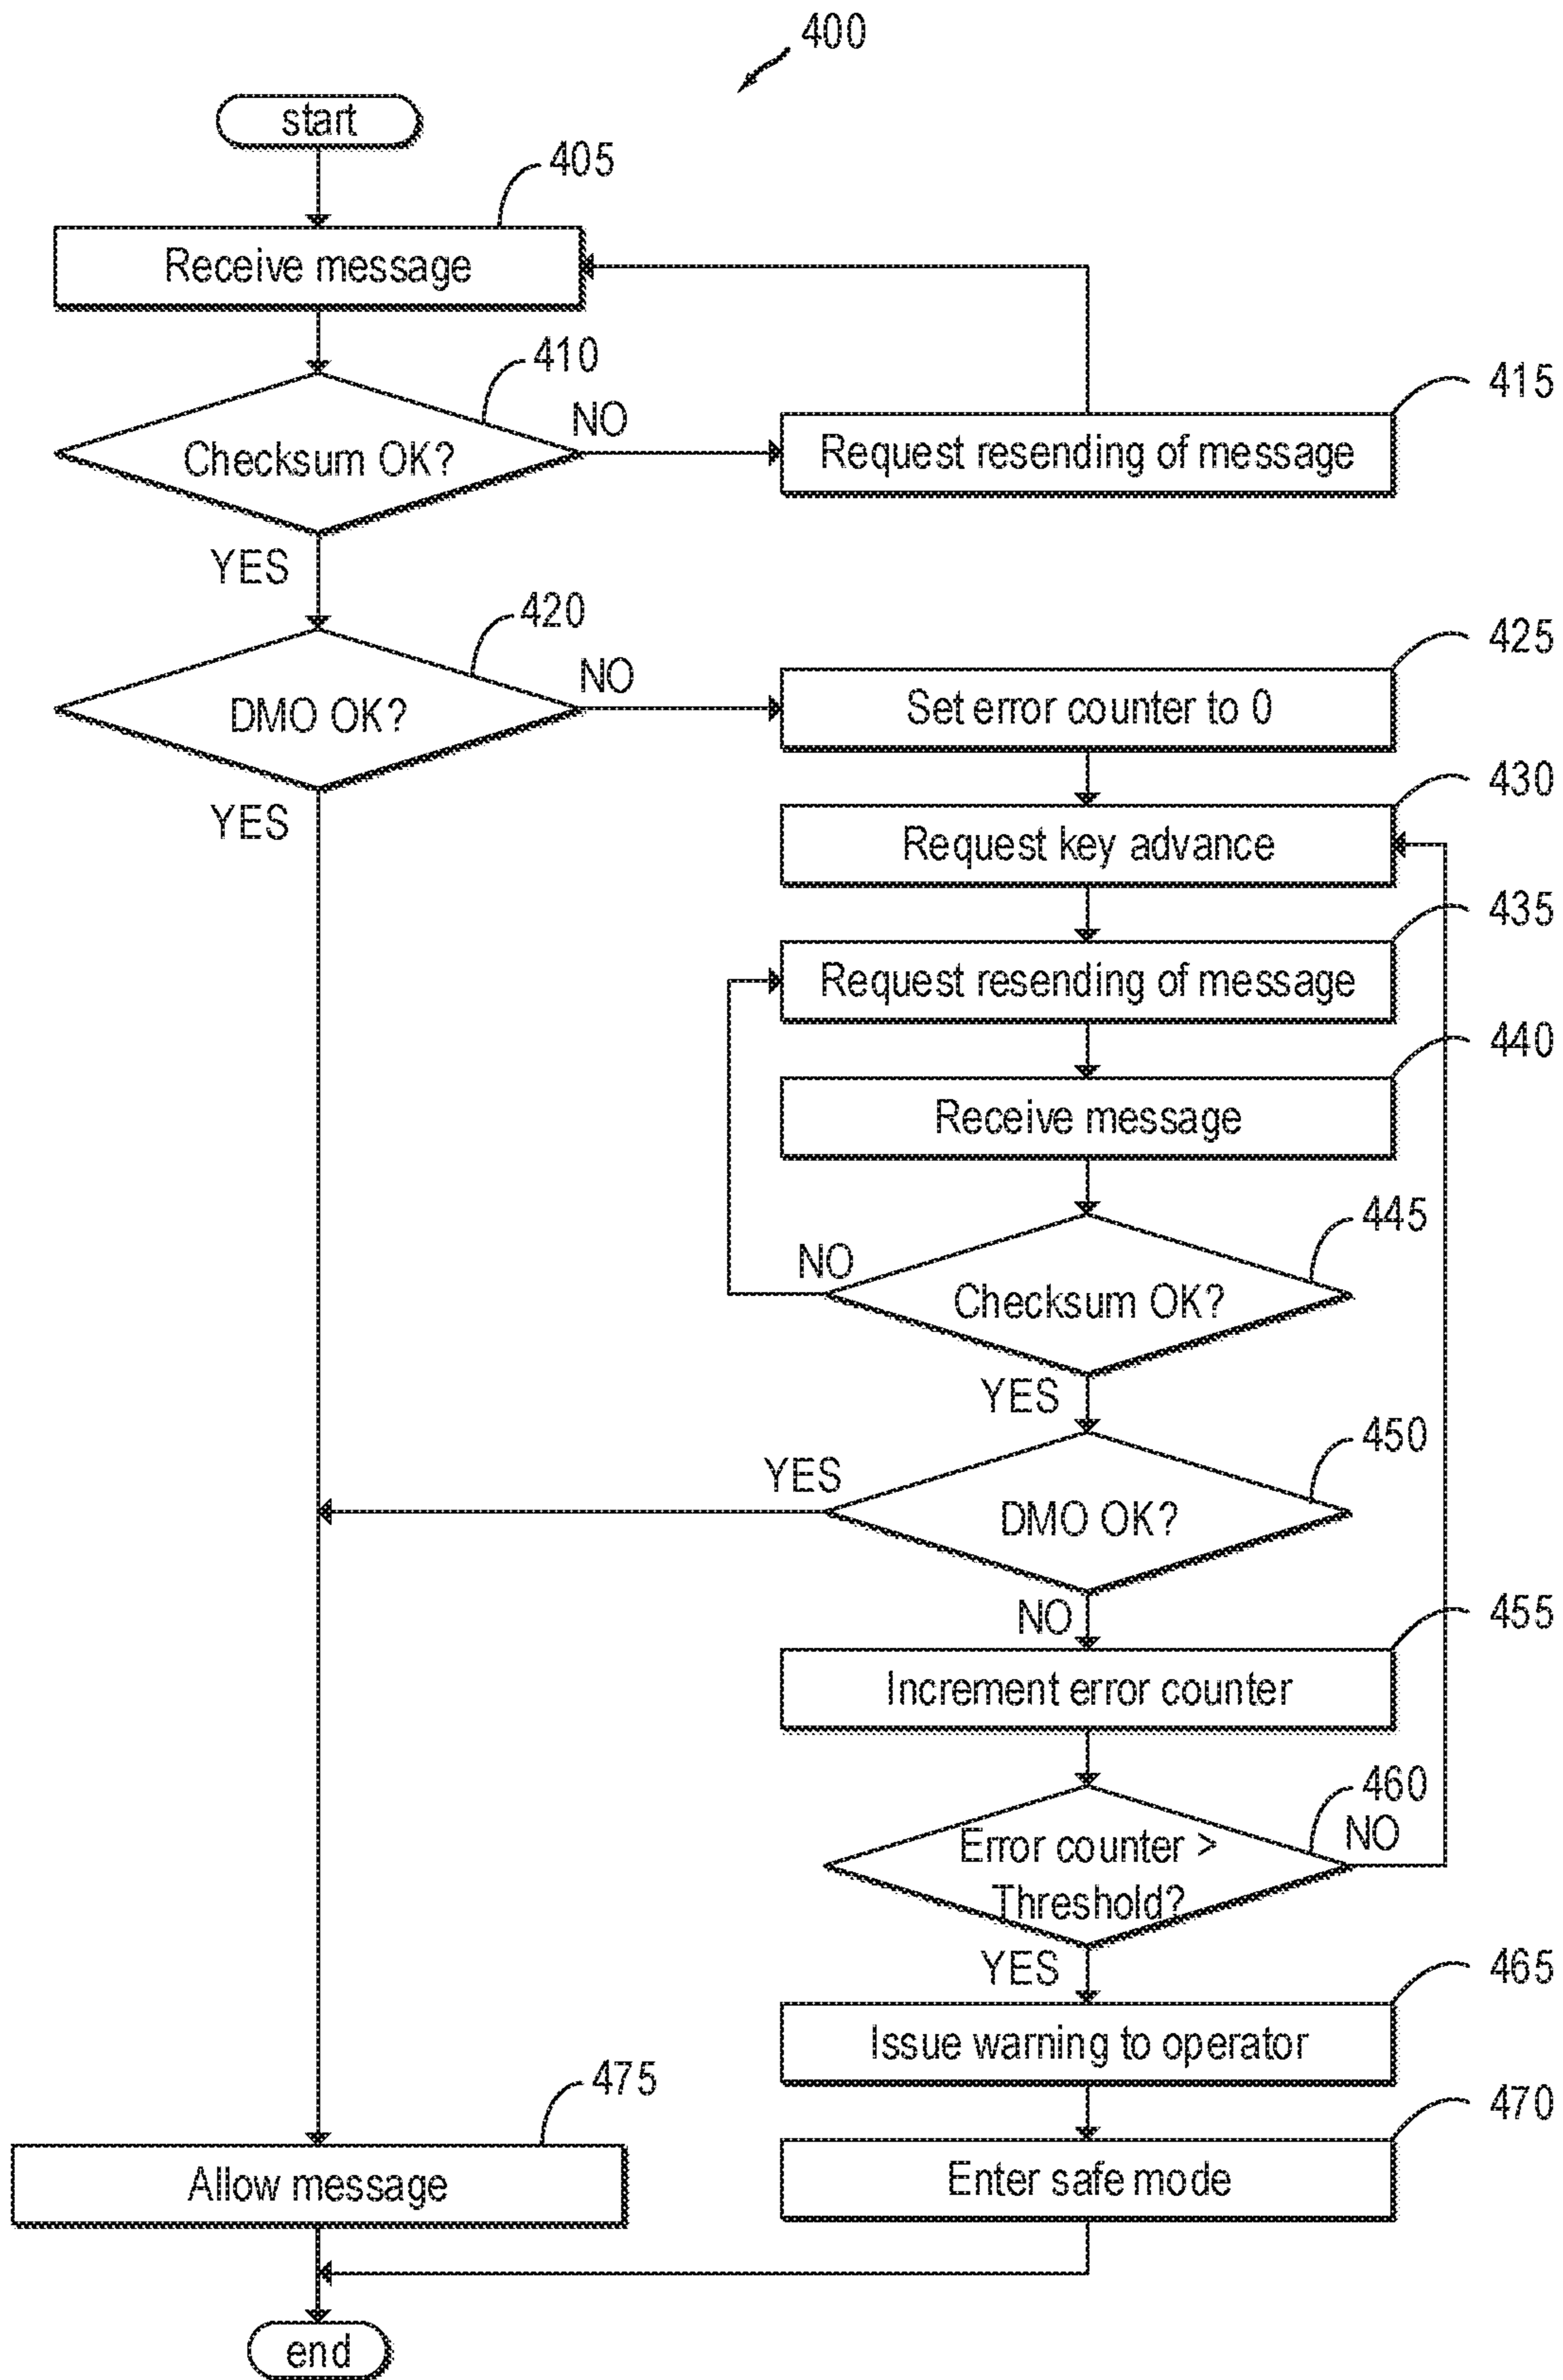 400
start
405
Receive message
410
Checksum OK?
NO
415
Request resending of message
YES
420
DMO OK?
NO
425
Set error counter to 0
YES
430
Request key advance
435
Request resending of message
440
Receive message
445
NO
Checksum OK?
YES
450
YES
DMO OK?
NO
455
Increment error counter
460
Error counter >
Threshold?
NO
YES
465
Issue warning to operator
475
Allow message
470
Enter safe mode
end